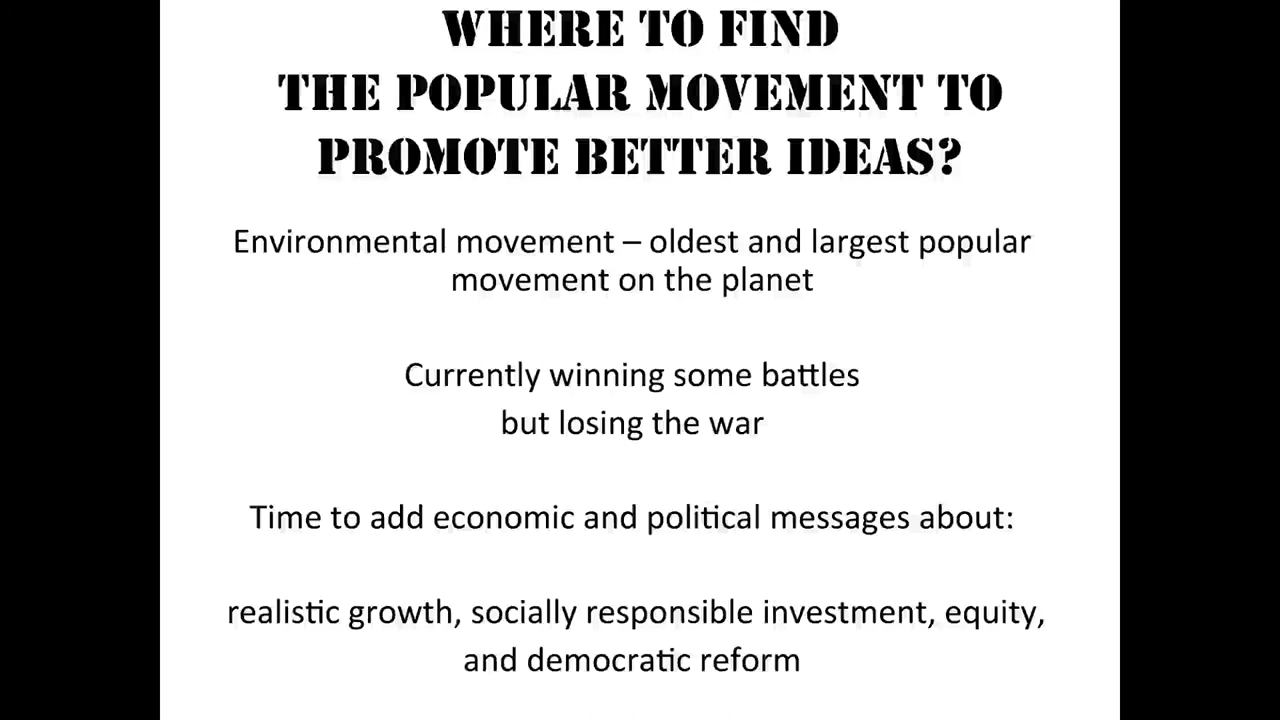 WHERE TO FIND
THE POPULAR MOVEMENT TO
PROMOTE BETTER IDEAS?
Environmental movement – oldest and largest popular
movement on the planet
Currently winning some battles
but losing the war
Time to add economic and political messages about:
realistic growth, socially responsible investment, equity,
and democratic reform